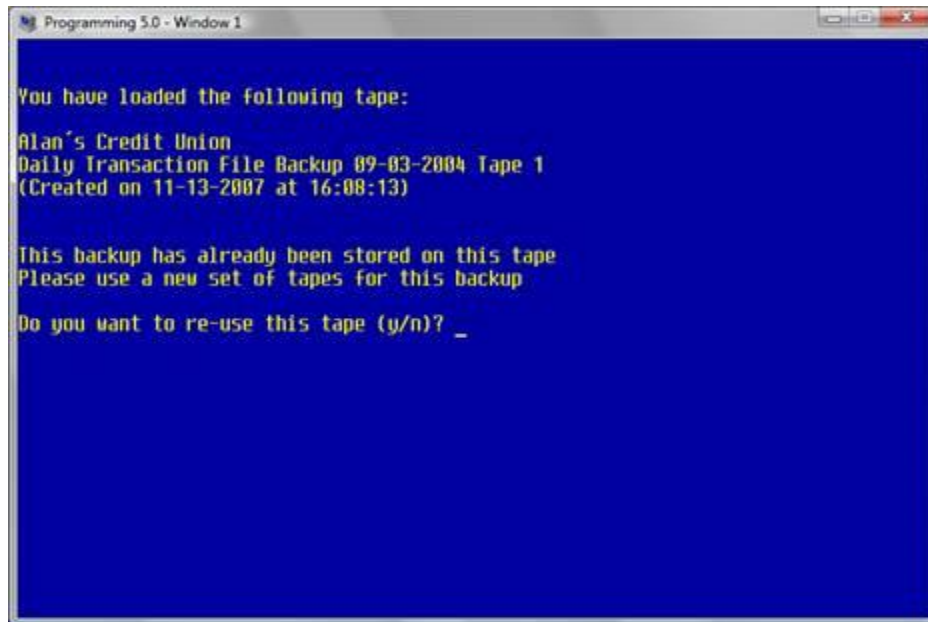 Programming 5.0 - Window 1
You have loaded the following tape:
Alan´s Credit Union
Daily Transaction File Backup 09-03-2004 Tape 1
(Created on 11-13-2007 at 16:08:13)
This backup has already been stored on this tape
Please use a new set of tapes for this backup
Do you want to re-use this tape (y/n)? _